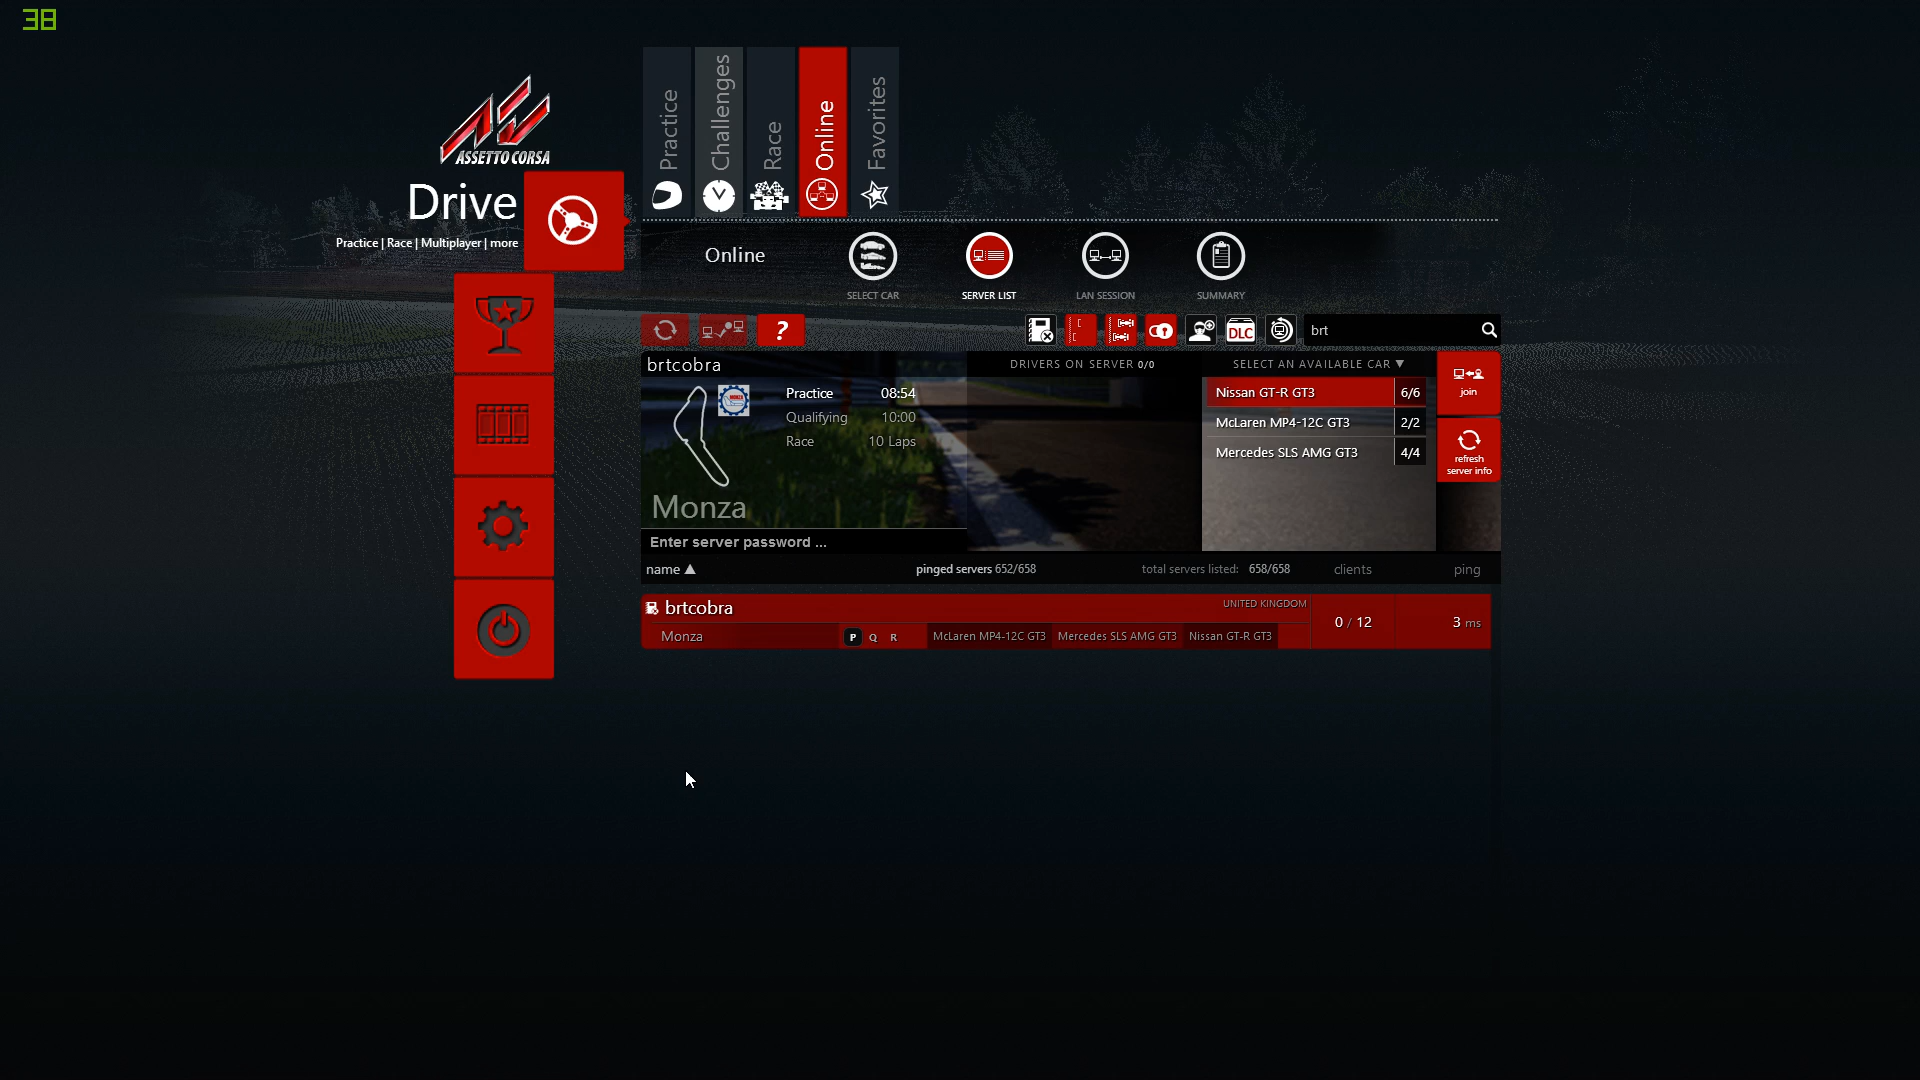 38
Practice
Challenges
Race
Online
Favorites
ASSETTO CORSA
Drive
Practice | Race | Multiplayer | more
Online
SELECT CAR
SERVER LIST
LAN SESSION
SUMMARY
?
DLC
brt
brtcobra
DRIVERS ON SERVER 0/0
SELECT AN AVAILABLE CAR ▼
Practice 08:54
Qualifying 10:00
Race 10 Laps
Monza
Nissan GT-R GT3 6/6
McLaren MP4-12C GT3 2/2
Mercedes SLS AMG GT3 4/4
join
refresh
server info
Enter server password ...
name ▲ pinged servers 652/658 total servers listed: 658/658 clients ping
brtcobra UNITED KINGDOM
0 / 12 3 ms
Monza P Q R McLaren MP4-12C GT3 Mercedes SLS AMG GT3 Nissan GT-R GT3